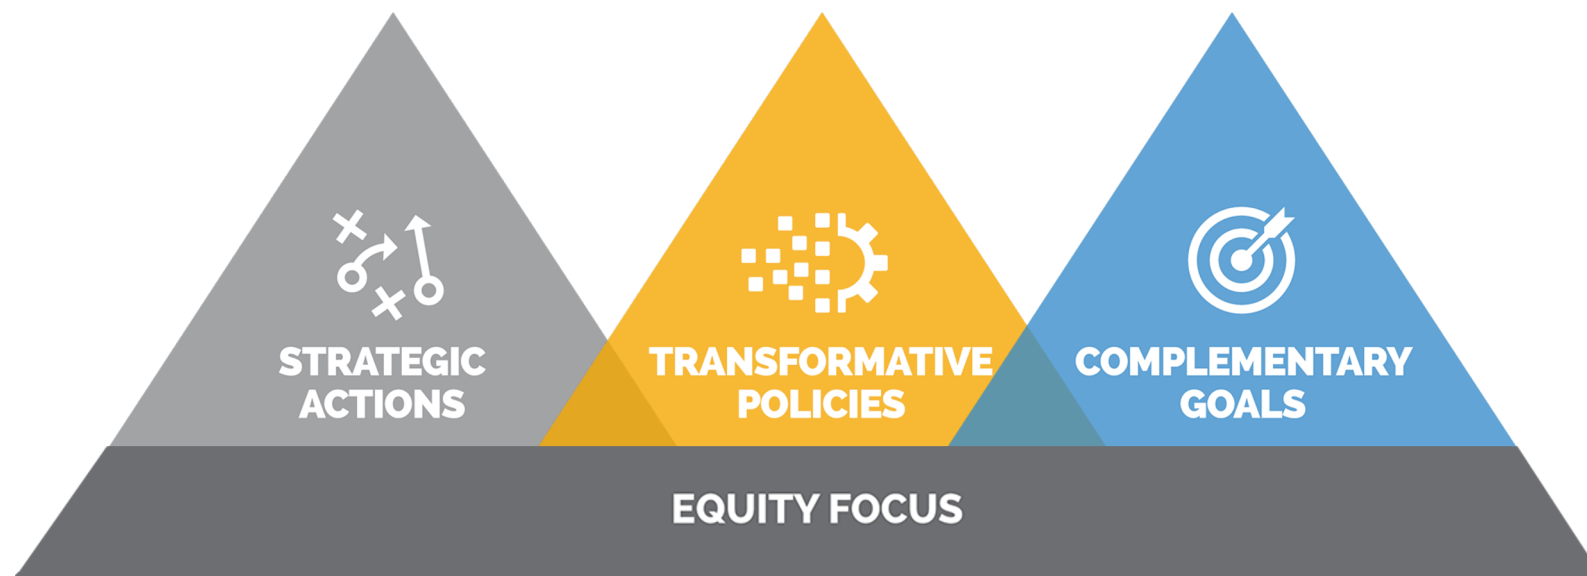 STRATEGIC
ACTIONS
TRANSFORMATIVE
POLICIES
COMPLEMENTARY
GOALS
EQUITY FOCUS